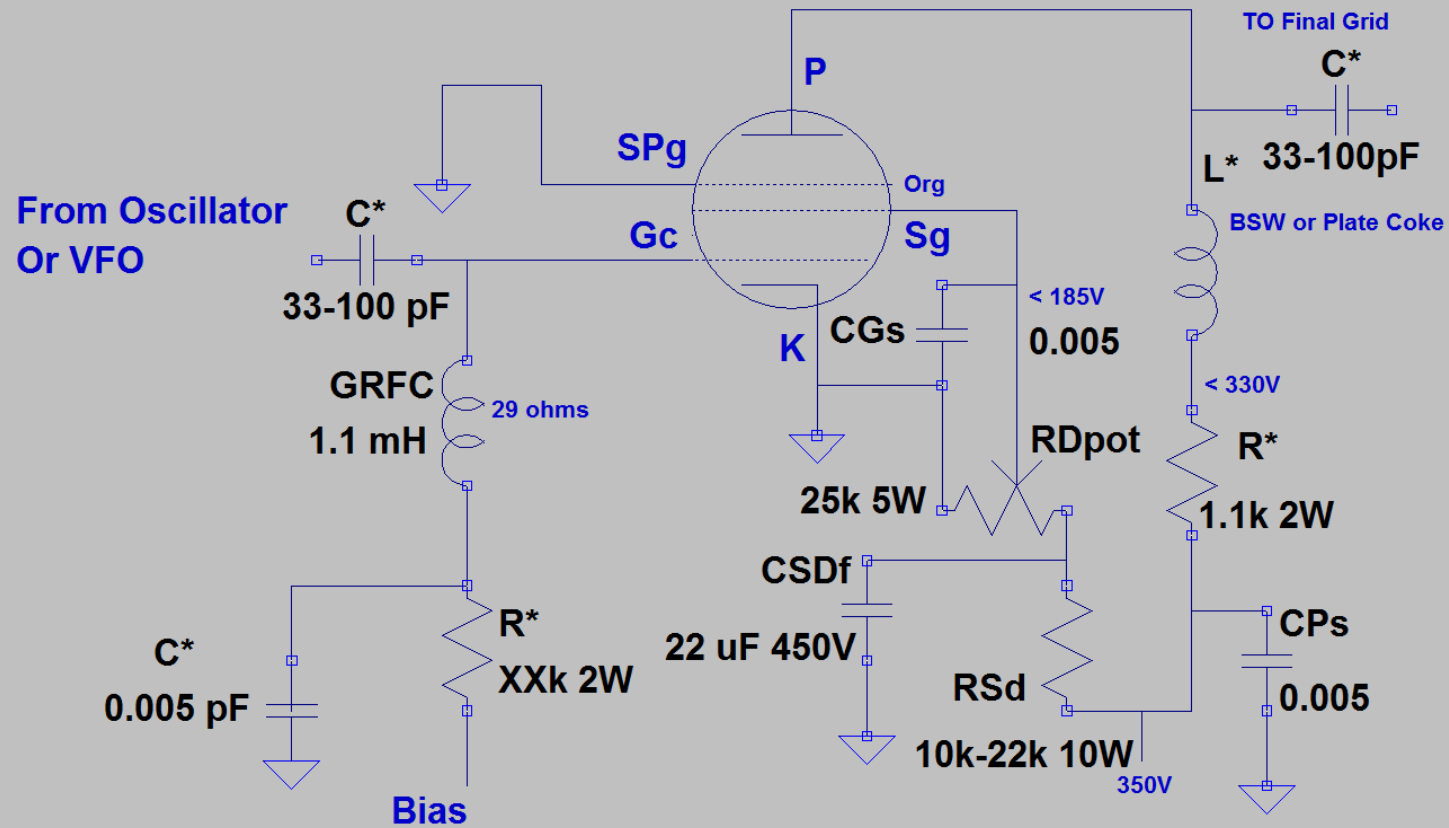 TO Final Grid
C*
P
33-100pF
SPg
Org
L*
From Oscillator
Or VFO
C*
Gc
Sg
BSW or Plate Coke
33-100 pF
< 185V
CGs
0.005
K
GRFC
29 ohms
1.1 mH
< 330V
RDpot
R*
25k 5W
1.1k 2W
CSDf
22 uF 450V
R*
XXk 2W
C*
0.005 pF
RSd
CPs
0.005
10k-22k 10W
350V
Bias